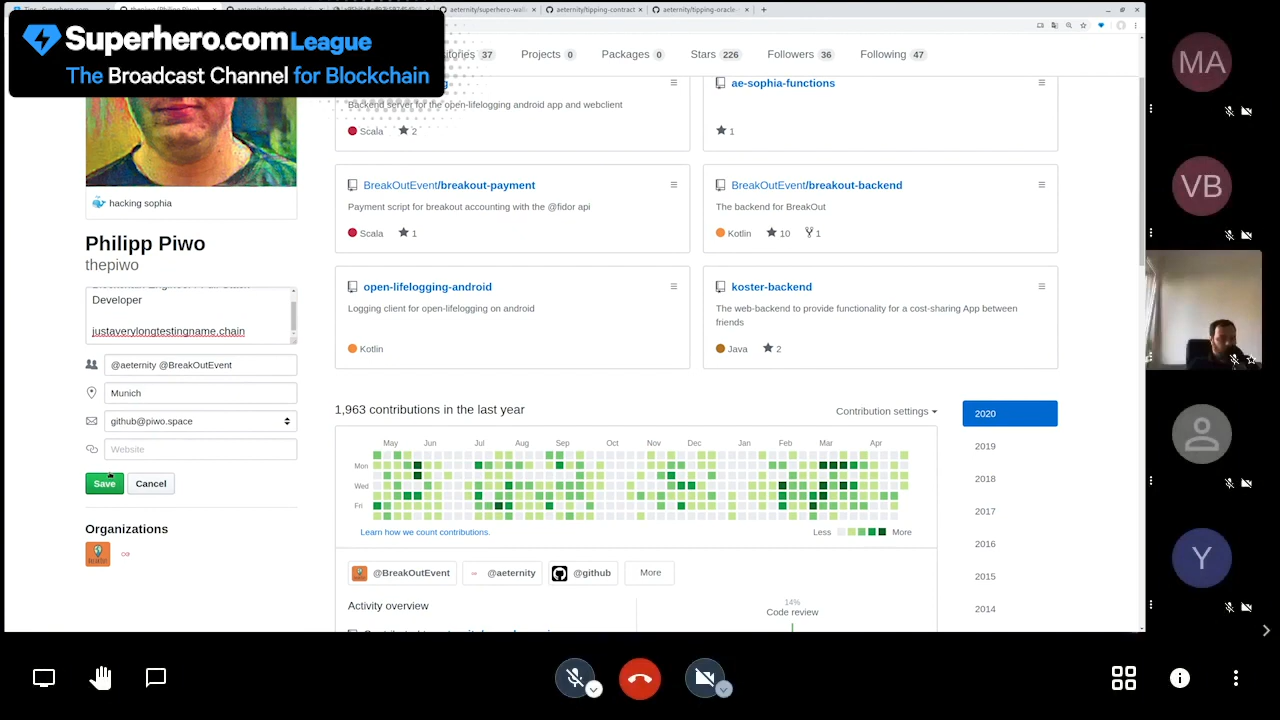 aeternity/superhero-wall
aeternity/tipping-contract
aeternity/tipping-oracle
Superhero.com League
The Broadcast Channel for Blockchain
37
Projects 0
Packages 0
Stars 226
Followers 36
Following 47
ae-sophia-functions
Backend server for the open-lifelogging android app and webclient
Scala 2
1
BreakOutEvent/breakout-payment
Payment script for breakout accounting with the @fidor api
Scala 1
BreakOutEvent/breakout-backend
The backend for BreakOut
Kotlin 10 1
open-lifelogging-android
Logging client for open-lifelogging on android
Kotlin
koster-backend
The web-backend to provide functionality for a cost-sharing App between
friends
Java 2
hacking sophia
Philipp Piwo
thepiwo
Developer
justaverylongtestingname.chain
@aeternity @BreakOutEvent
Munich
github@piwo.space
Website
Save Cancel
Organizations
1,963 contributions in the last year
Contribution settings
May Jun Jul Aug Sep Oct Nov Dec Jan Feb Mar Apr
Mon
Wed
Fri
Learn how we count contributions.
Less More
@BreakOutEvent @aeternity @github More
Activity overview
14%
Code review
2020
2019
2018
2017
2016
2015
2014
MA
VB
Y